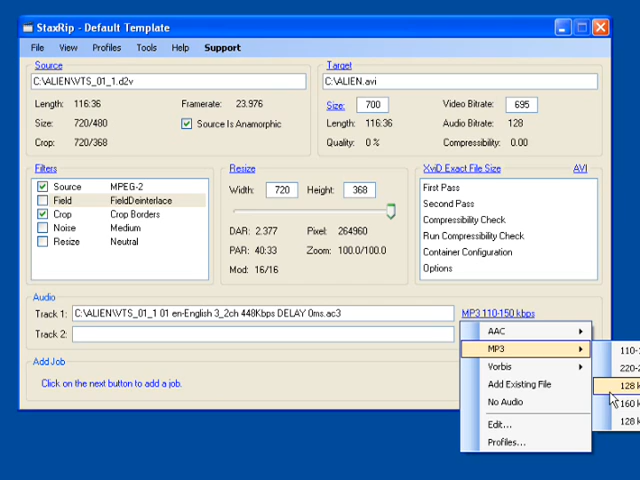 StaxRip - Default Template
File View Profiles Tools Help Support
Source
C:\ALIEN\VTS_01_1.d2v
Length: 116:36 Framerate: 23.976
Size: 720/480 Source Is Anamorphic
Crop: 720/368
Target
C:\ALIEN.avi
Size: 700 Video Bitrate: 695
Length: 116:36 Audio Bitrate: 128
Quality: 0 % Compressibility: 0.00
Filters
Source MPEG-2
Field FieldDeinterlace
Crop Crop Borders
Noise Medium
Resize Neutral
Resize
Width: 720 Height: 368
DAR: 2.377 Pixel: 264960
PAR: 40:33 Zoom: 100.0/100.0
Mod: 16/16
XviD Exact File Size AVI
First Pass
Second Pass
Compressibility Check
Run Compressibility Check
Container Configuration
Options
Audio
Track 1: C:\ALIEN\VTS_01_1 01 en-English 3_2ch 448Kbps DELAY 0ms.ac3 MP3 110-150 kbps
Track 2:
Add Job
Click on the next button to add a job.
AAC
MP3
Vorbis
Add Existing File
No Audio
Edit...
Profiles...
110-
220-
128
160
128